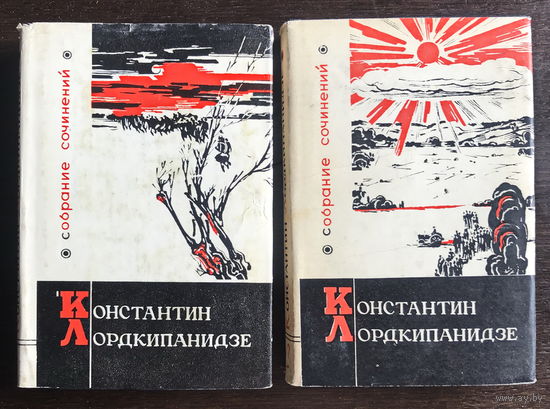 собрание сочинений
Константин
Лордкипанидзе
собрание сочинений
Константин
Лордкипанидзе